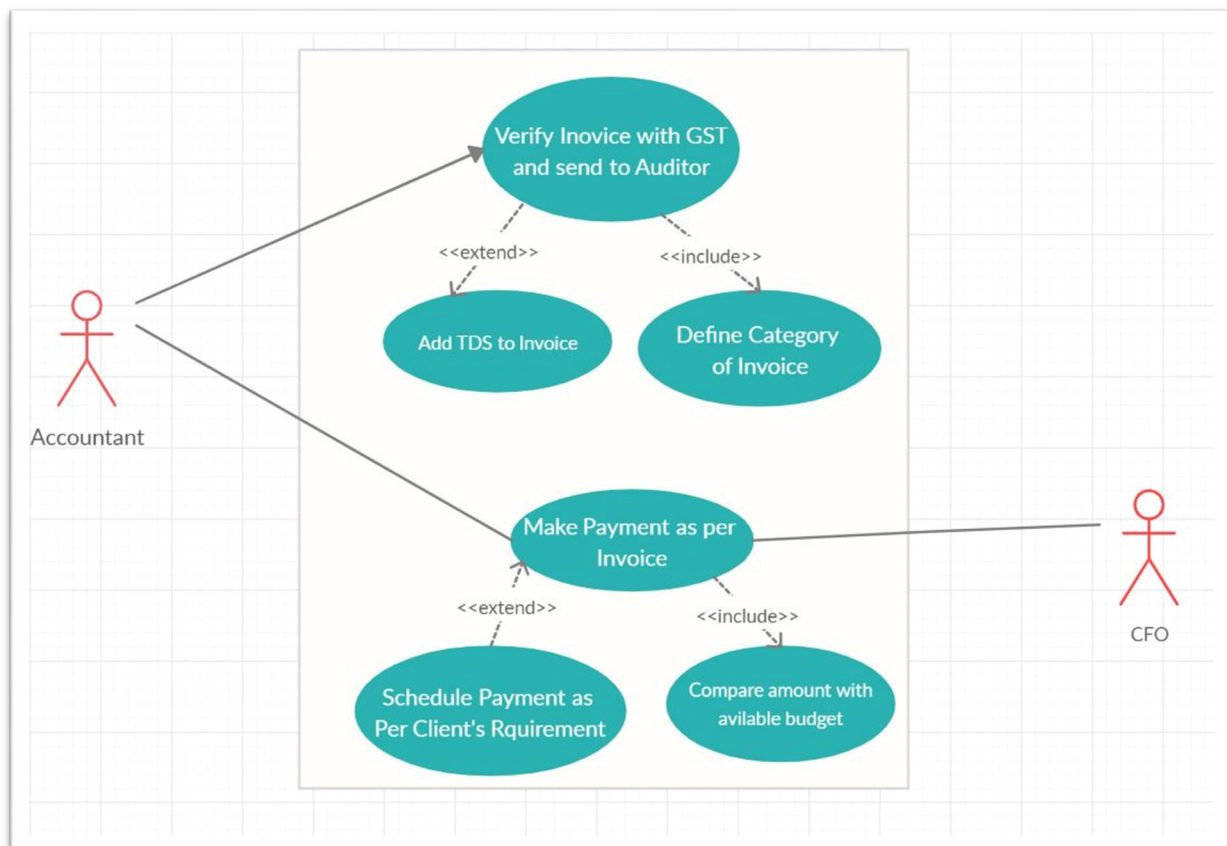 Verify Inovice with GST
and send to Auditor
<<extend>>
<<include>>
Add TDS to Invoice
Define Category
of Invoice
Accountant
Make Payment as per
Invoice
<<extend>>
<<include>>
CFO
Schedule Payment as
Per Client's Rquirement
Compare amount with
avilable budget